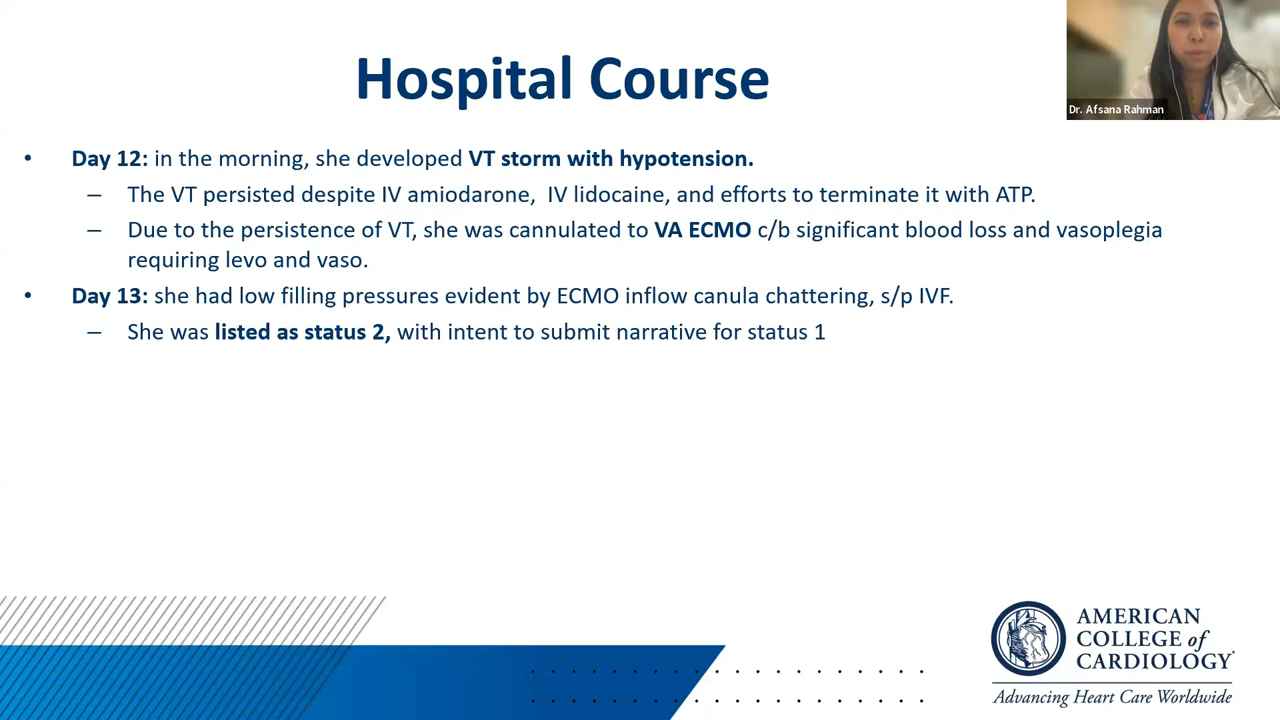 Hospital Course
Dr. Afsana Rahman
• Day 12: in the morning, she developed VT storm with hypotension.
– The VT persisted despite IV amiodarone, IV lidocaine, and efforts to terminate it with ATP.
– Due to the persistence of VT, she was cannulated to VA ECMO c/b significant blood loss and vasoplegia
requiring levo and vaso.
• Day 13: she had low filling pressures evident by ECMO inflow canula chattering, s/p IVF.
– She was listed as status 2, with intent to submit narrative for status 1
AMERICAN
COLLEGE of
CARDIOLOGY
Advancing Heart Care Worldwide